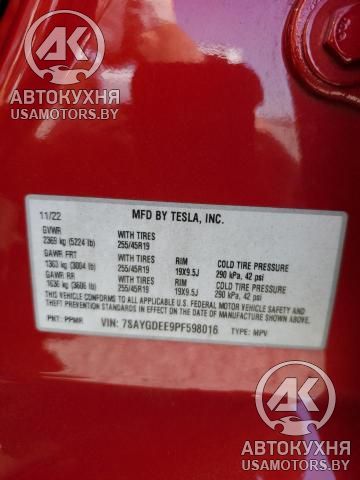 АК
АВТОКУХНЯ
USAMOTORS.BY
11/22 MFD BY TESLA, INC.
GVWR WITH TIRES
2369 kg (5224 lb) 255/45R19
GAWR FRT WITH TIRES RIM COLD TIRE PRESSURE
1363 kg (3004 lb) 255/45R19 19X9.5J 290 kPa, 42 psi
GAWR RR WITH TIRES RIM COLD TIRE PRESSURE
1636 kg (3606 lb) 255/45R19 19X9.5J 290 kPa, 42 psi
THIS VEHICLE CONFORMS TO ALL APPLICABLE U.S. FEDERAL MOTOR VEHICLE SAFETY AND
THEFT PREVENTION STANDARDS IN EFFECT ON THE DATE OF MANUFACTURE SHOWN ABOVE.
PNT: PPMR VIN: 7SAYGDEE9PF598016 TYPE: MPV
АК
АВТОКУХНЯ
USAMOTORS.BY